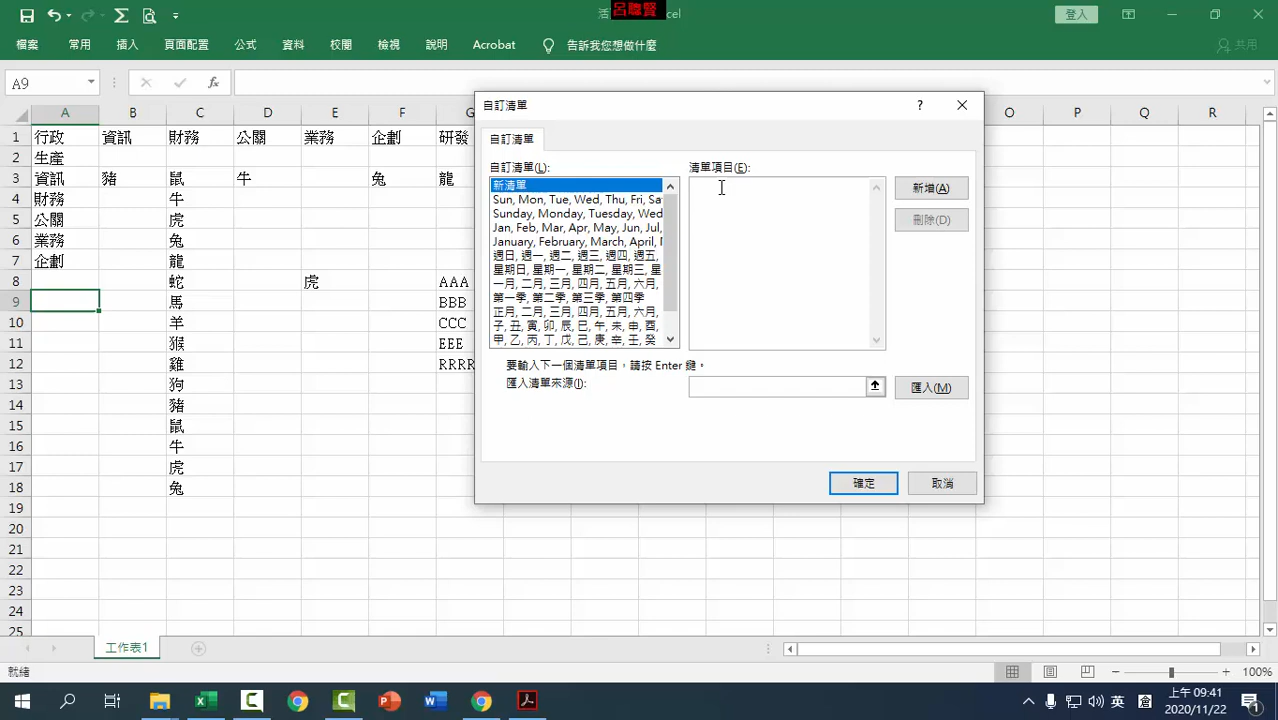 呂暐賢
活 cel
登入
檔案 常用 插入 頁面配置 公式 資料 校閱 檢視 說明 Acrobat 告訴我您想做什麼 共用
A9 fx
自訂清單 ?
A B C D E F G O P Q R
1 行政 資訊 財務 公關 業務 企劃 研發
2 生產
3 資訊 豬 鼠 牛 兔 龍
4 財務 牛
5 公關 虎
6 業務 兔
7 企劃 龍
8 蛇 虎 AAA
9 馬 BBB
10 羊 CCC
11 猴 EEE
12 雞 RRRR
13 狗
14 豬
15 鼠
16 牛
17 虎
18 兔
19
20
21
22
23
24
25
自訂清單
自訂清單(L): 清單項目(E):
新清單
Sun, Mon, Tue, Wed, Thu, Fri, Sa
Sunday, Monday, Tuesday, Wed
Jan, Feb, Mar, Apr, May, Jun, Jul,
January, February, March, April, M
週日, 週一, 週二, 週三, 週四, 週五,
星期日, 星期一, 星期二, 星期三, 星
一月, 二月, 三月, 四月, 五月, 六月,
第一季, 第二季, 第三季, 第四季
正月, 二月, 三月, 四月, 五月, 六月,
子, 丑, 寅, 卯, 辰, 巳, 午, 未, 申, 酉,
甲, 乙, 丙, 丁, 戊, 己, 庚, 辛, 壬, 癸
新增(A)
刪除(D)
要輸入下一個清單項目，請按 Enter 鍵。
匯入清單來源(I): 匯入(M)
確定 取消
工作表1
就緒 100%
英 上午 09:41
2020/11/22 1